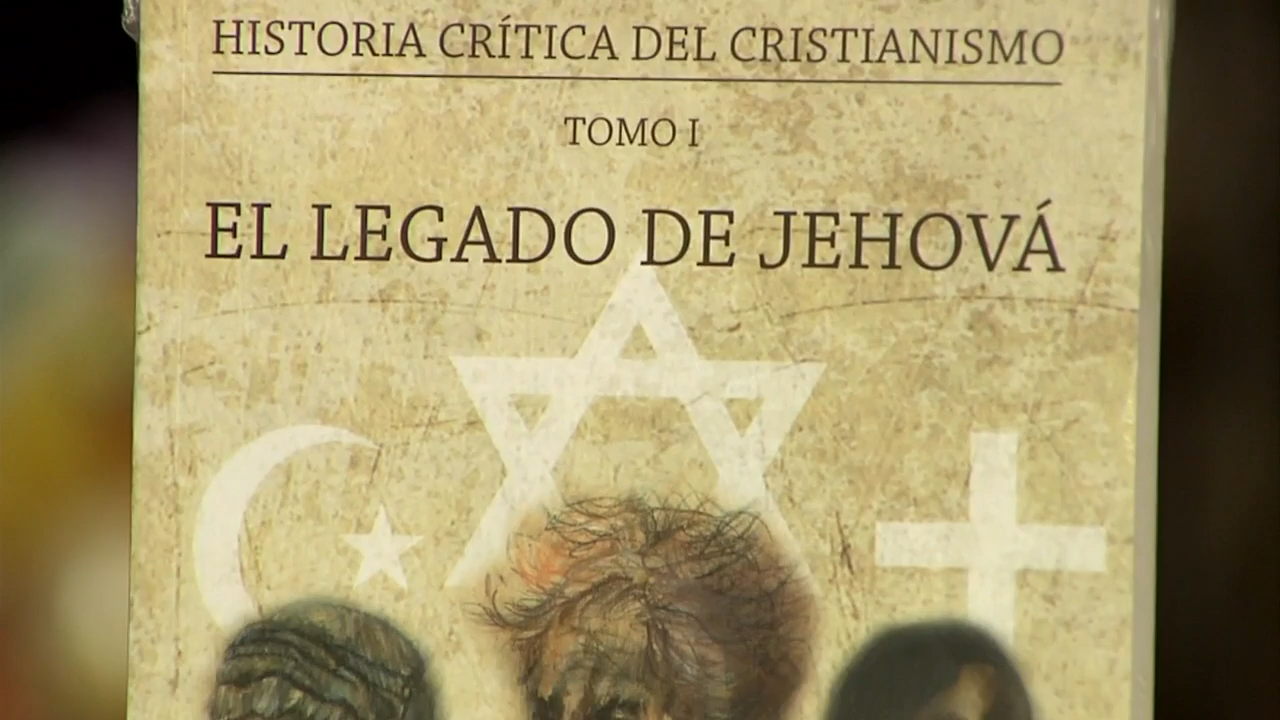 HISTORIA CRÍTICA DEL CRISTIANISMO
TOMO I
EL LEGADO DE JEHOVÁ